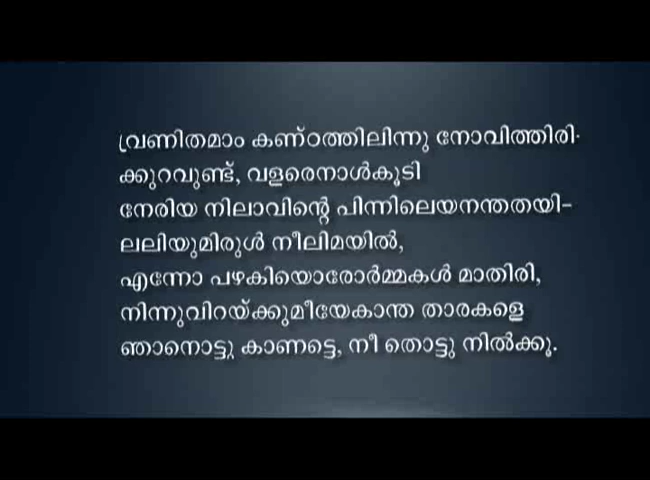 വ്രണിതമാം കണ്ഠത്തിലിന്നു നോവിത്തിരി-
ക്കുറവുണ്ട്, വളരെനാൾകൂടി
നേരിയ നിലാവിന്റെ പിന്നിലെയനന്തതയി–
ലലിയുമിരുൾ നീലിമയിൽ,
എന്നോ പഴകിയൊരോർമ്മകൾ മാതിരി,
നിന്നുവിറയ്ക്കുമീയേകാന്ത താരകളെ
ഞാനൊട്ടു കാണട്ടെ, നീ തൊട്ടു നിൽക്കൂ.